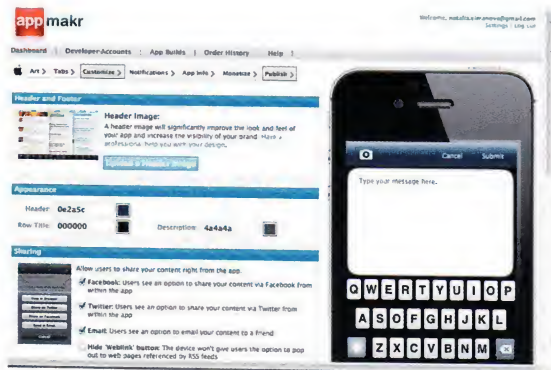 appmakr
Welcome,
Settings | Log Out
Dashboard | Developer Accounts : App Builds | Order History Help :
Art > Tabs > Customize > Notifications > App Info > Monetize > Publish >
Header and Footer
Header Image:
A header image will significantly improve the look and feel of
your app and increase the visibility of your brand. Have a
professional help you with your design.
Upload a Header Image
Appearance
Header: 0e2a5c
Row Title: 000000 Description: 4a4a4a
Sharing
Allow users to share your content right from the app.
Facebook: Users see an option to share your content via Facebook from
within the app
Twitter: Users see an option to share your content via Twitter from
within the app
Email: Users see an option to email your content to a friend
Hide 'Weblink' button: The device won't give users the option to pop
out to web pages referenced by RSS feeds
Cancel Submit
Type your message here.
Q W E R T Y U I O P
A S D F G H J K L
Z X C V B N M